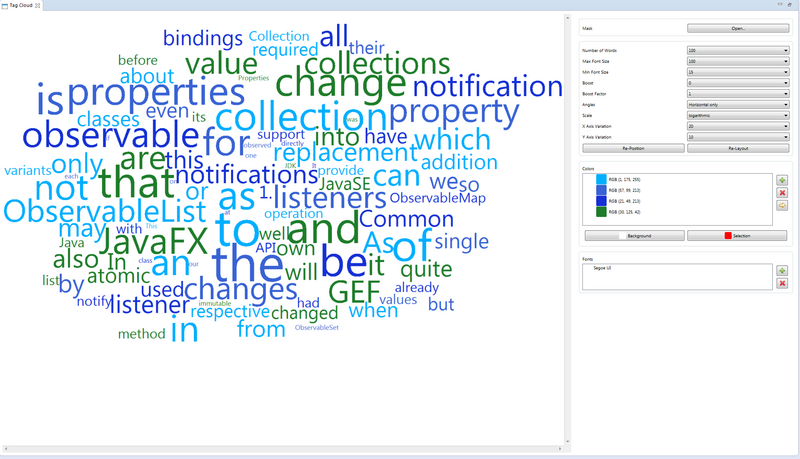 Tag Cloud
bindings
Collection
all
required
their
before
value
collections
about
Properties
change
notification
is
properties
collection
property
classes
even
its
was
observable
for
support
into
have
which
observed
directly
are
this
one
replacement
addition
variants
only
each
JDK
It
provide
can
not
that
notifications
JavaSE
we
so
or
as
1.
listeners
ObservableMap
ObservableList
at
operation
Common
may
with
This
to
and
well
As
of
single
Java
JavaFX
API
own
also
In
class
an
our
the
be
it
quite
will
list
by
atomic
used
changes
GEF
already
notify
listener
immutable
had
values
but
respective
changed
when
method
in
from
ObservableSet
Mask
Open...
Number of Words
100
Max Font Size
100
Min Font Size
15
Boost
0
Boost Factor
1
Angles
Horizontal only
Scale
logarithmic
X Axis Variation
20
Y Axis Variation
10
Re-Position
Re-Layout
Colors
RGB {1, 175, 255}
RGB {57, 99, 213}
RGB {21, 49, 213}
RGB {30, 125, 42}
Background
Selection
Fonts
Segoe UI